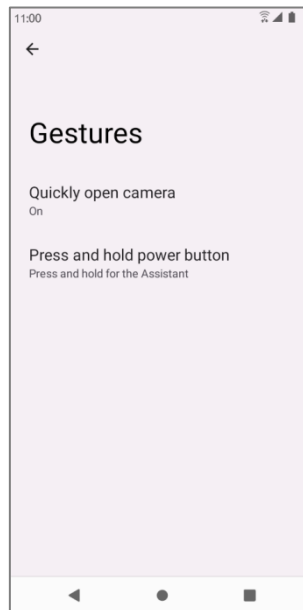 11:00
Gestures
Quickly open camera
On
Press and hold power button
Press and hold for the Assistant